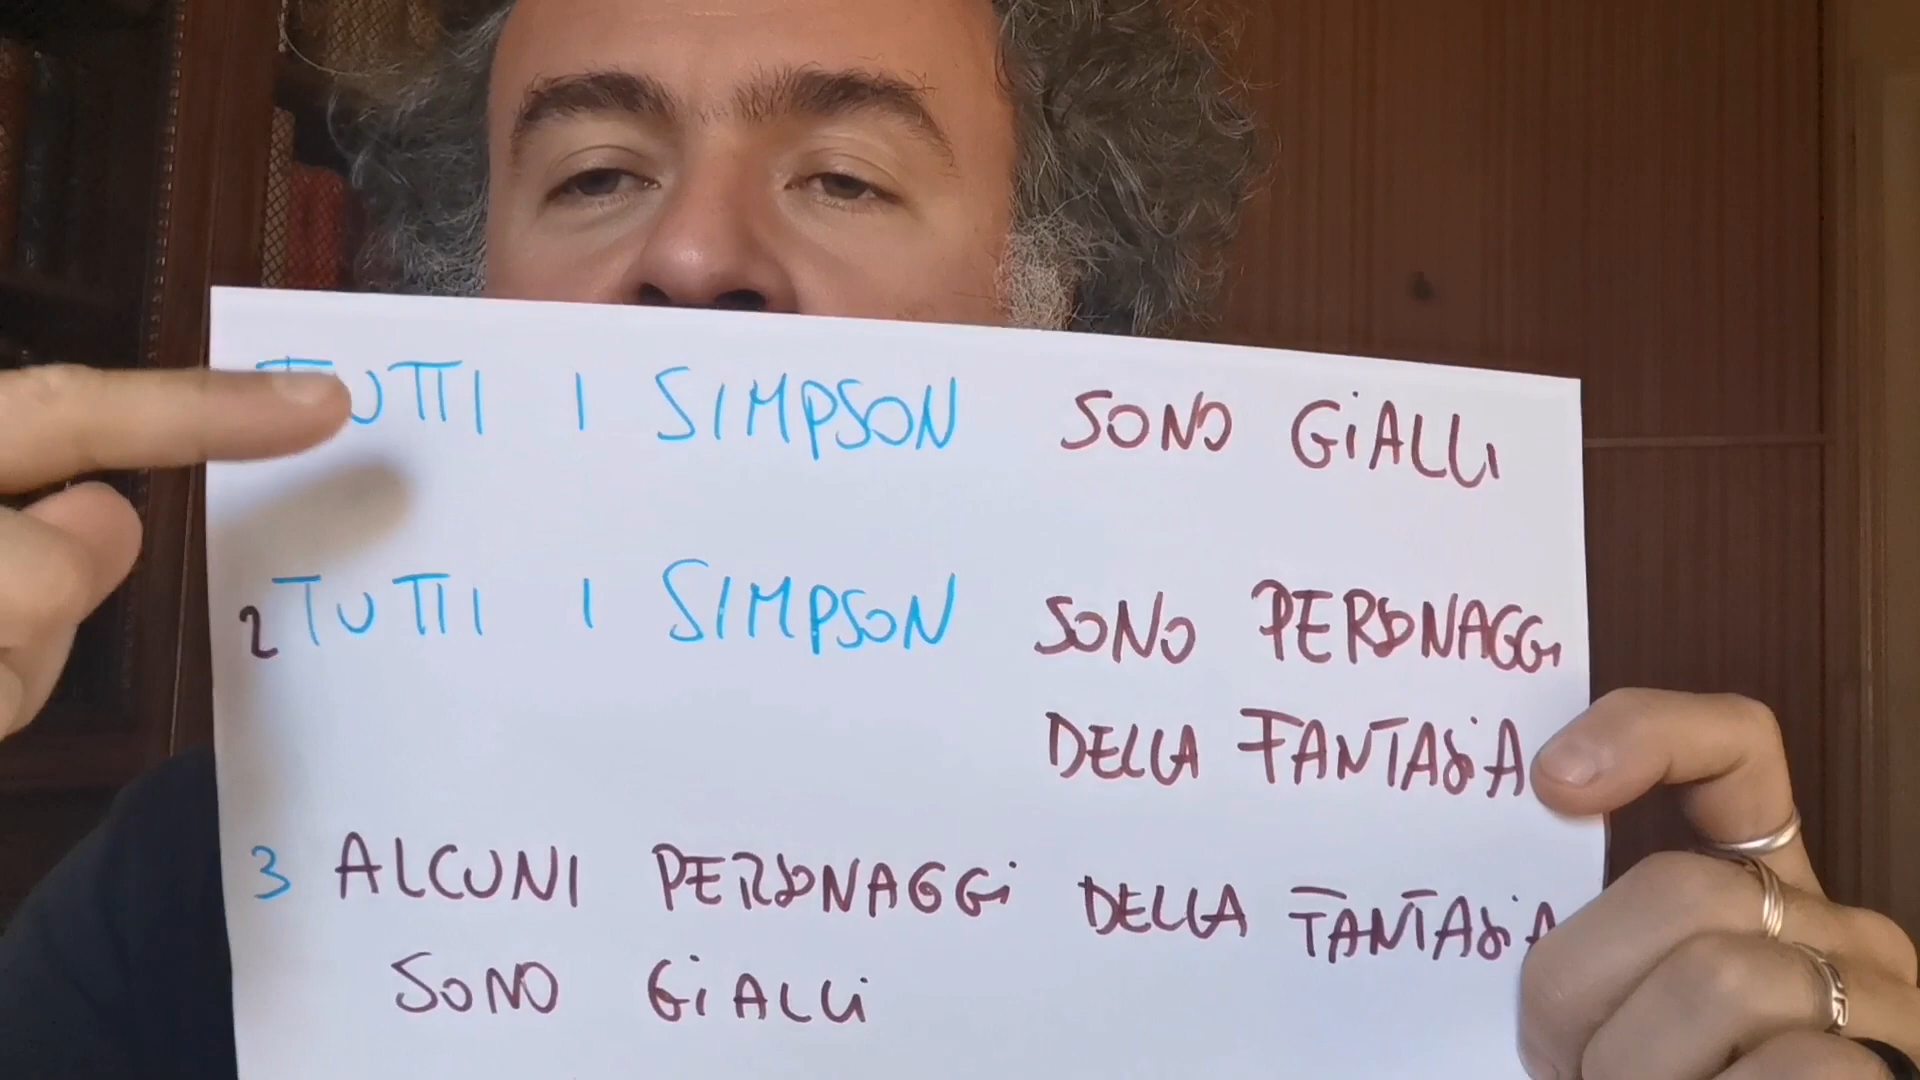 TUTTI I SIMPSON SONO GIALLI
2 TUTTI I SIMPSON SONO PERSONAGGI
DELLA FANTASIA
3 ALCUNI PERSONAGGI DELLA FANTASIA
SONO GIALLI